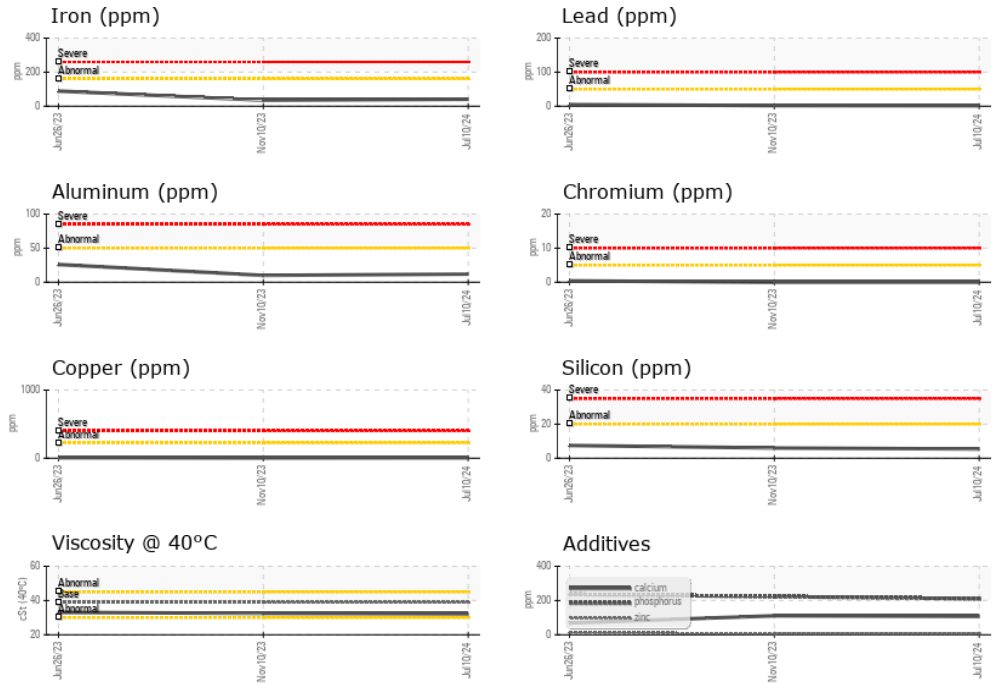 Iron (ppm)
400
200
0
ppm
Severe
Abnormal
Jun26/23
Nov10/23
Jul10/24
Lead (ppm)
200
100
0
ppm
Severe
Abnormal
Jun26/23
Nov10/23
Jul10/24
Aluminum (ppm)
100
50
0
ppm
Severe
Abnormal
Jun26/23
Nov10/23
Jul10/24
Chromium (ppm)
20
10
0
ppm
Severe
Abnormal
Jun26/23
Nov10/23
Jul10/24
Copper (ppm)
1000
0
ppm
Severe
Abnormal
Jun26/23
Nov10/23
Jul10/24
Silicon (ppm)
40
20
0
ppm
Severe
Abnormal
Jun26/23
Nov10/23
Jul10/24
Viscosity @ 40°C
60
40
20
cSt (40°C)
Abnormal
Base
Abnormal
Jun26/23
Nov10/23
Jul10/24
Additives
400
200
0
ppm
calcium
phosphorus
zinc
Jun26/23
Nov10/23
Jul10/24